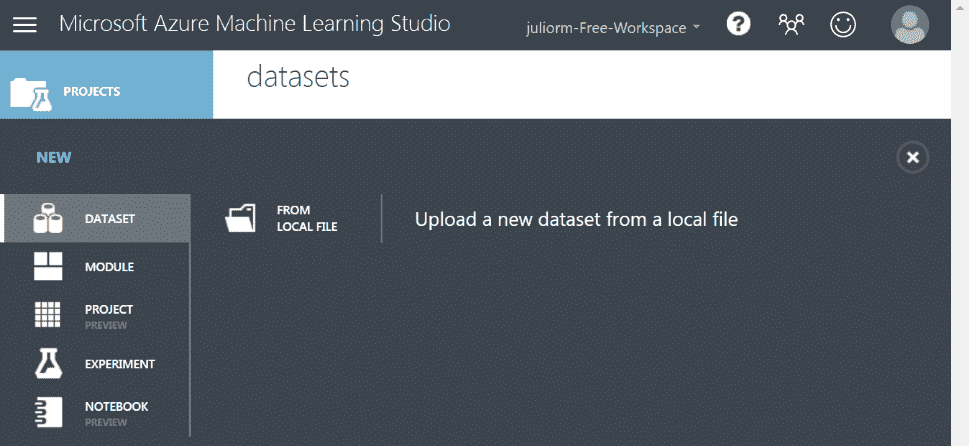 Microsoft Azure Machine Learning Studio
juliorm-Free-Workspace
?
PROJECTS
datasets
NEW
DATASET
FROM
LOCAL FILE
Upload a new dataset from a local file
MODULE
PROJECT
PREVIEW
EXPERIMENT
NOTEBOOK
PREVIEW